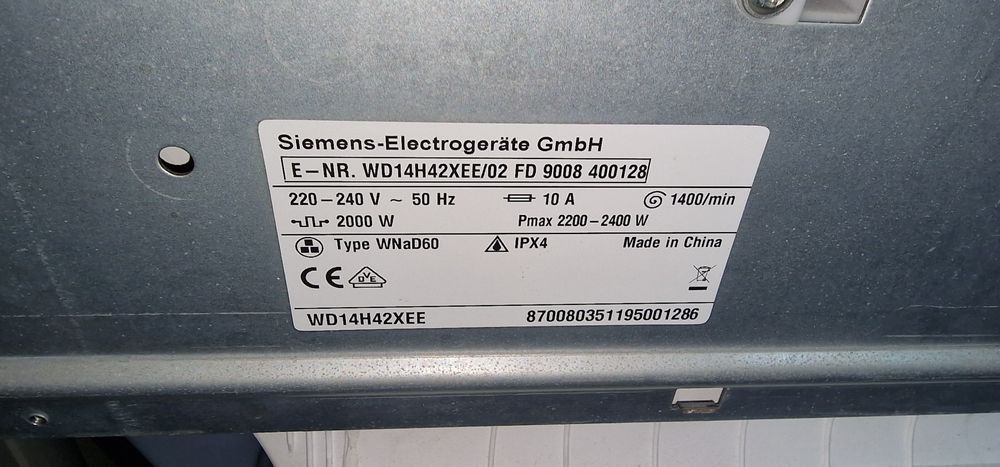 Siemens-Electrogeräte GmbH
E-NR. WD14H42XEE/02 FD 9008 400128
220-240 V ~ 50 Hz 10 A 1400/min
2000 W Pmax 2200-2400 W
Type WNaD60 IPX4 Made in China
CE DVE
WD14H42XEE 870080351195001286